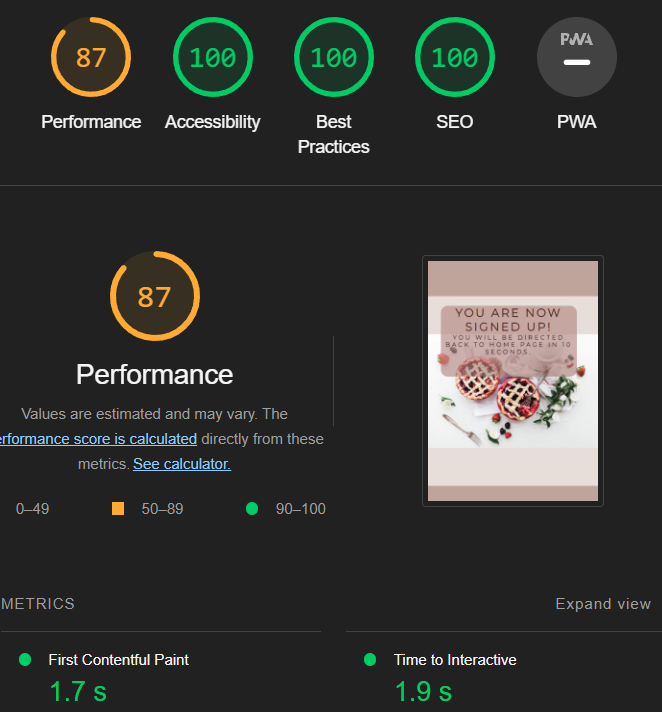 87
100
100
100
PWA
Performance
Accessibility
Best
Practices
SEO
PWA
87
Performance
Values are estimated and may vary. The
erformance score is calculated directly from these
metrics. See calculator.
0–49
50–89
90–100
YOU ARE NOW
SIGNED UP!
YOU WILL BE DIRECTED
BACK TO HOME PAGE IN 10
SECONDS.
METRICS
Expand view
First Contentful Paint
1.7 s
Time to Interactive
1.9 s